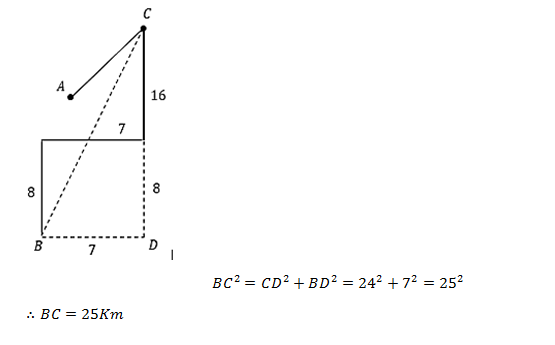 C
A
16
7
8
8
B
7
D
|
BC² = CD² + BD² = 24² + 7² = 25²
∴ BC = 25Km